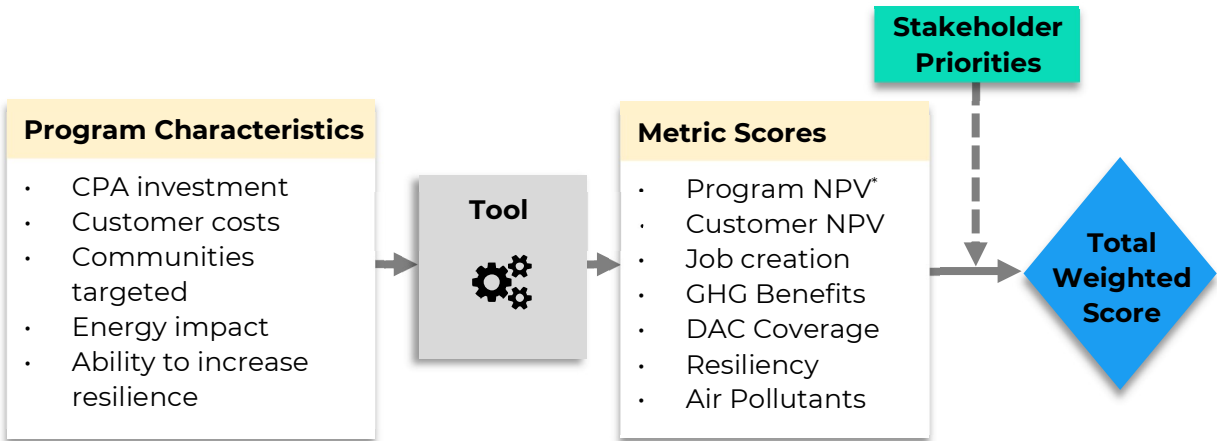 Stakeholder
Priorities
Program Characteristics
• CPA investment
• Customer costs
• Communities
targeted
• Energy impact
• Ability to increase
resilience
Tool
Metric Scores
• Program NPV*
• Customer NPV
• Job creation
• GHG Benefits
• DAC Coverage
• Resiliency
• Air Pollutants
Total
Weighted
Score